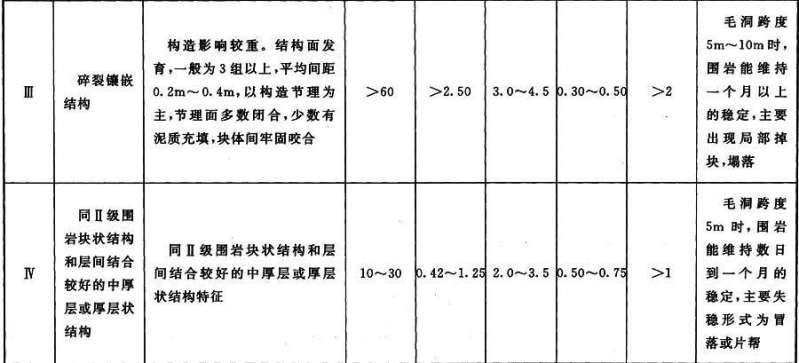 Ⅲ
碎裂镶嵌
结构
构造影响较重。结构面发
育,一般为3组以上,平均间距
0.2m～0.4m,以构造节理为
主,节理面多数闭合,少数有
泥质充填,块体间牢固咬合
>60
>2.50
3.0～4.5
0.30～0.50
>2
毛洞跨度
5m～10m时,
围岩能维持
一个月以上
的稳定,主要
出现局部掉
块,塌落
Ⅳ
同Ⅱ级围
岩块状结构
和层间结合
较好的中厚
层或厚层状
结构
同Ⅱ级围岩块状结构和层
间结合较好的中厚层或厚层
状结构特征
10～30
0.42～1.25
2.0～3.5
0.50～0.75
>1
毛洞跨度
5m 时,围岩
能维持数日
到一个月的
稳定,主要失
稳形式为冒
落或片帮